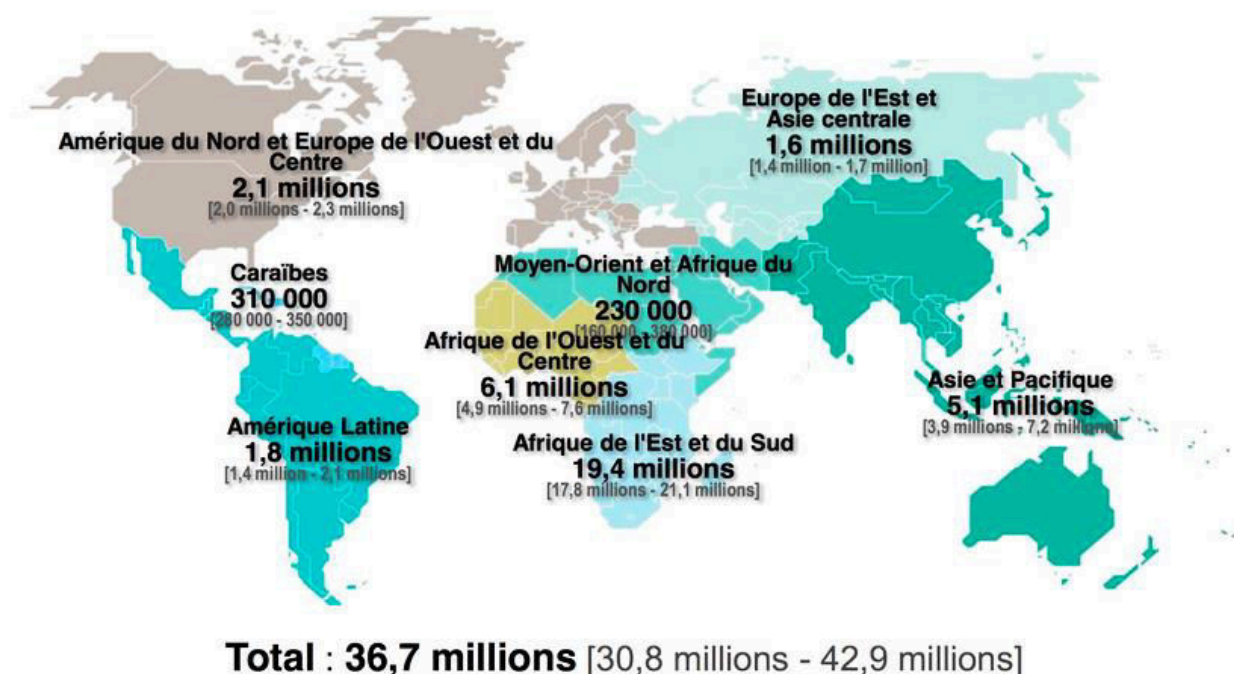 Amérique du Nord et Europe de l'Ouest et du
Centre
2,1 millions
[2,0 millions - 2,3 millions]
Europe de l'Est et
Asie centrale
1,6 millions
[1,4 million - 1,7 million]
Caraïbes
310 000
[280 000 - 350 000]
Moyen-Orient et Afrique du
Nord
230 000
[160 000 - 380 000]
Afrique de l'Ouest et du
Centre
6,1 millions
[4,9 millions - 7,6 millions]
Asie et Pacifique
5,1 millions
[3,9 millions - 7,2 millions]
Amérique Latine
1,8 millions
[1,4 million - 2,1 millions]
Afrique de l'Est et du Sud
19,4 millions
[17,8 millions - 21,1 millions]
Total : 36,7 millions [30,8 millions - 42,9 millions]